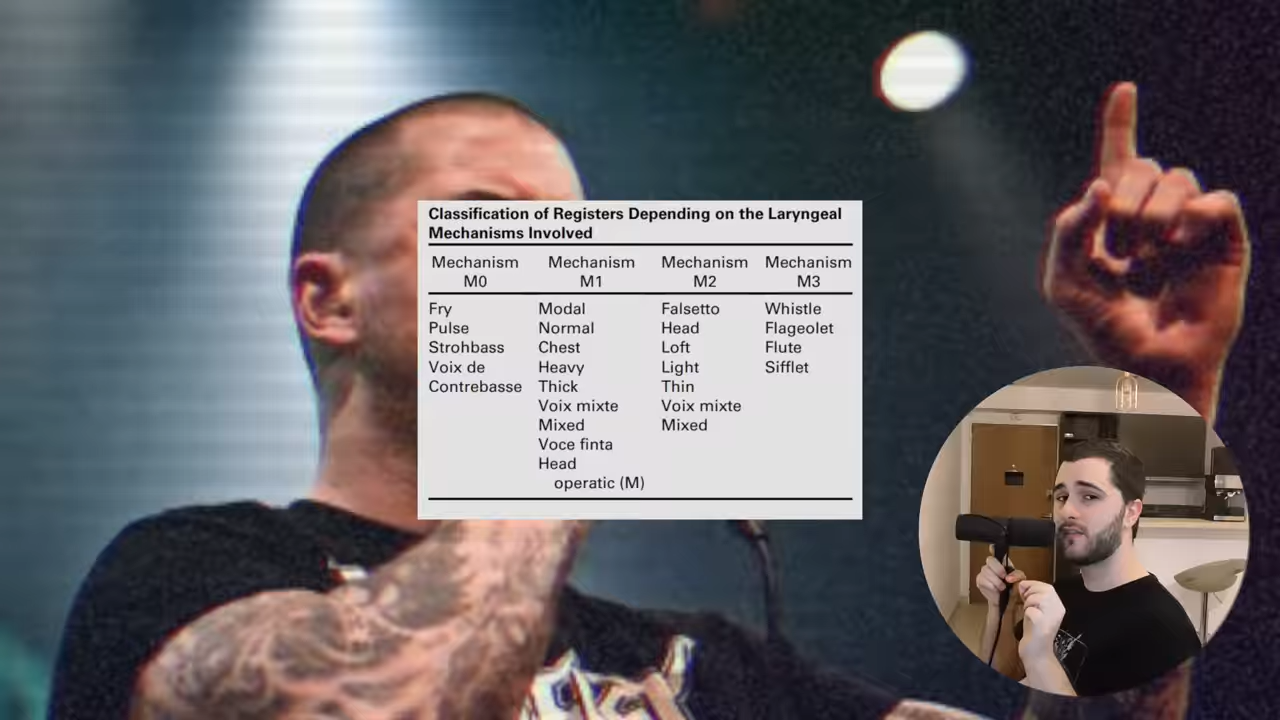 Classification of Registers Depending on the Laryngeal
Mechanisms Involved
Mechanism M0 Mechanism M1 Mechanism M2 Mechanism M3
Fry Modal Falsetto Whistle
Pulse Normal Head Flageolet
Strohbass Chest Loft Flute
Voix de Heavy Light Sifflet
Contrebasse Thick Thin
Voix mixte Voix mixte
Mixed Mixed
Voce finta
Head
operatic (M)